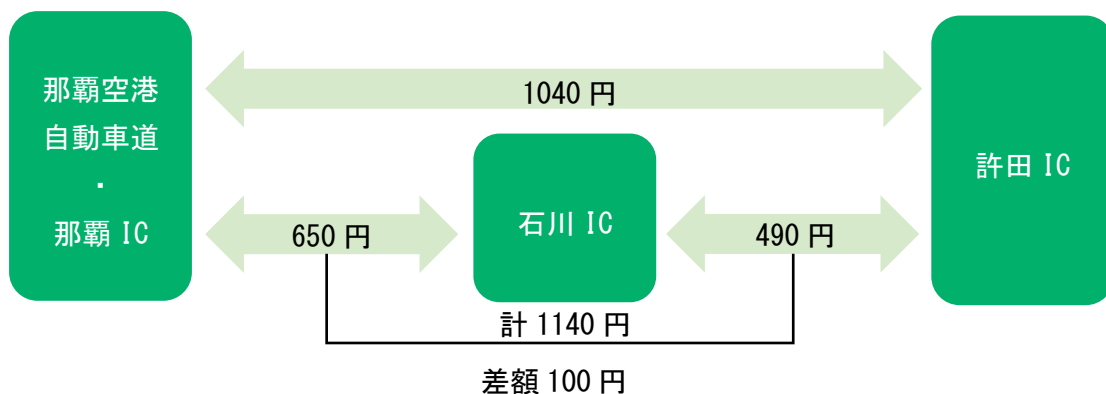 那覇空港
自動車道
・
那覇 IC
1040 円
許田 IC
650 円
石川 IC
490 円
計 1140 円
差額 100 円